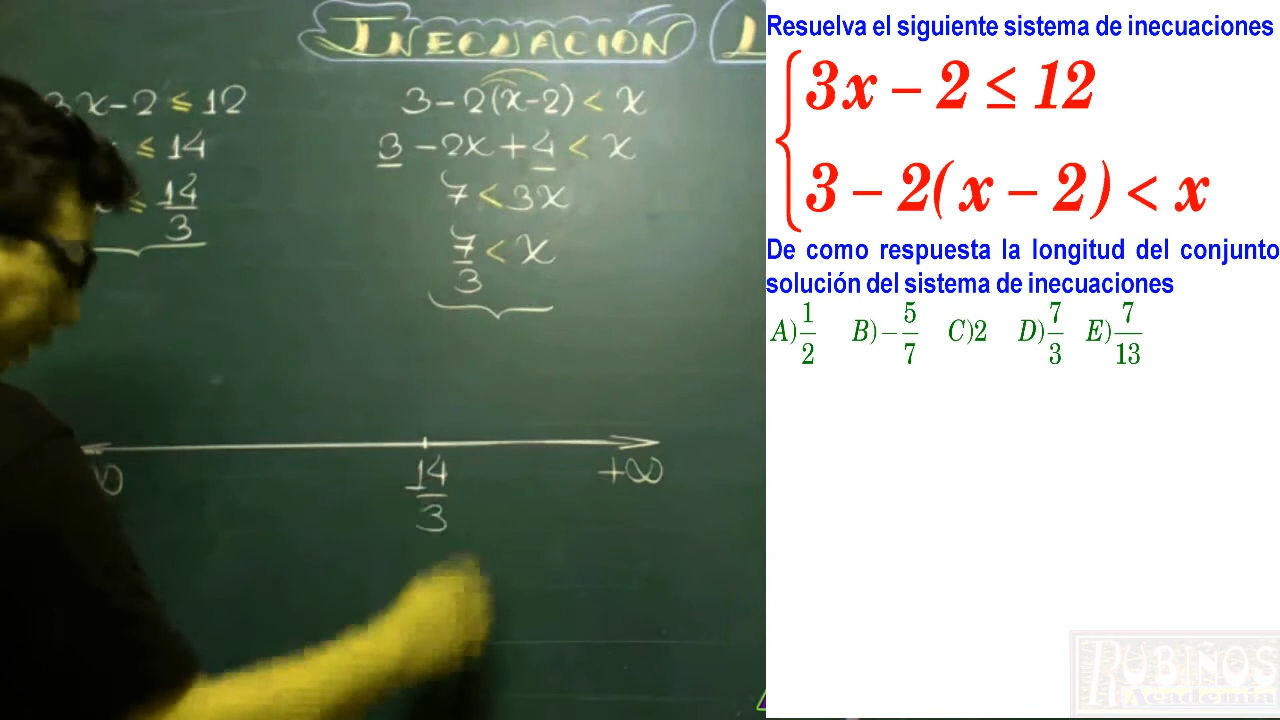 INECUACIÓN L
3x-2 ≤ 12
≤ 14
≤ 14/3
3-2(x-2) < x
3 -2x +4 < x
7 < 3x
7/3 < x
14/3
+∞
Resuelva el siguiente sistema de inecuaciones
3x – 2 ≤ 12
3 – 2( x – 2 ) < x
De como respuesta la longitud del conjunto
solución del sistema de inecuaciones
A) 1/2 B) – 5/7 C) 2 D) 7/3 E) 7/13
RUBIÑOS
Academia